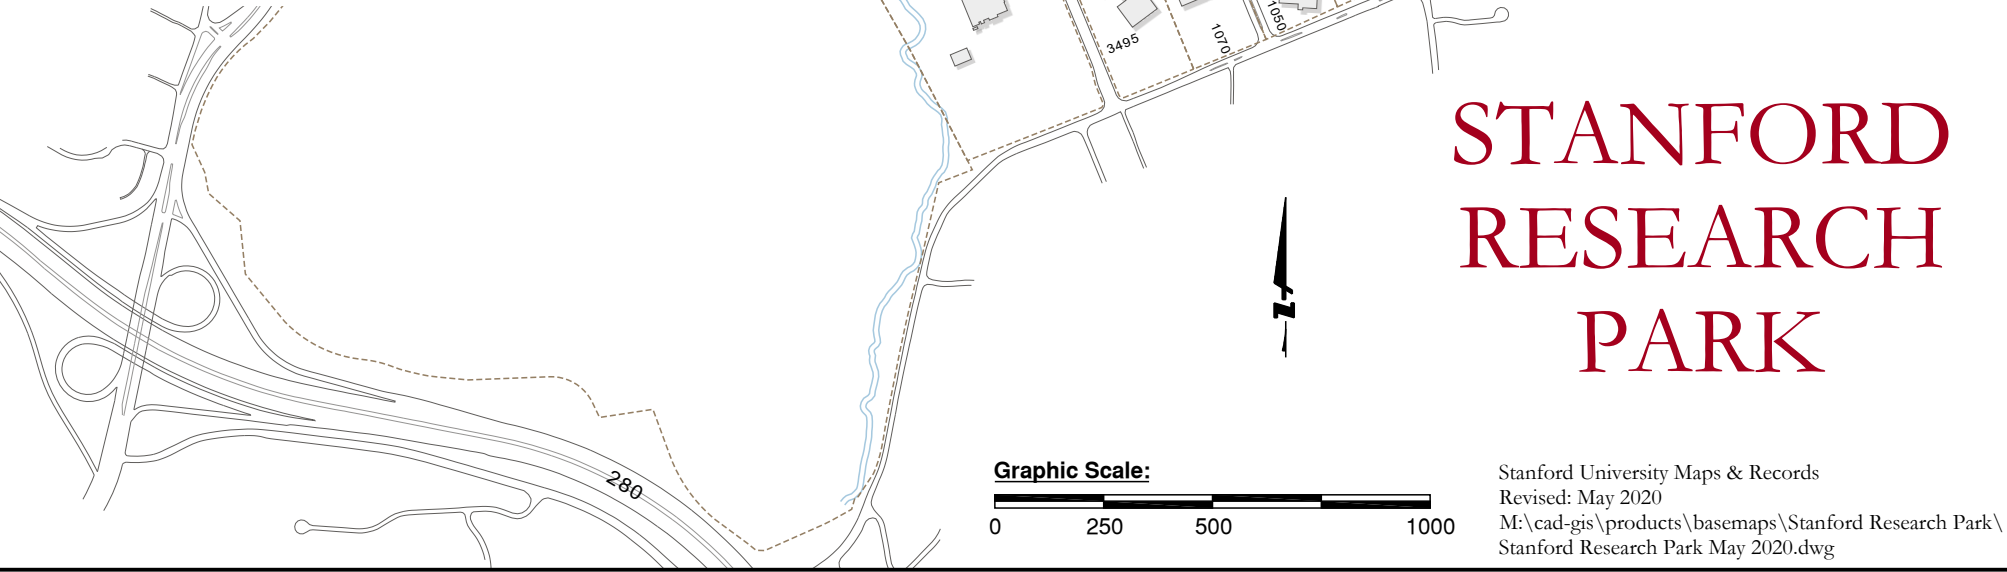 1050
1070
3495
STANFORD
RESEARCH
PARK
280
Graphic Scale:
0 250 500 1000
Stanford University Maps & Records
Revised: May 2020
M:\cad-gis\products\basemaps\Stanford Research Park\
Stanford Research Park May 2020.dwg